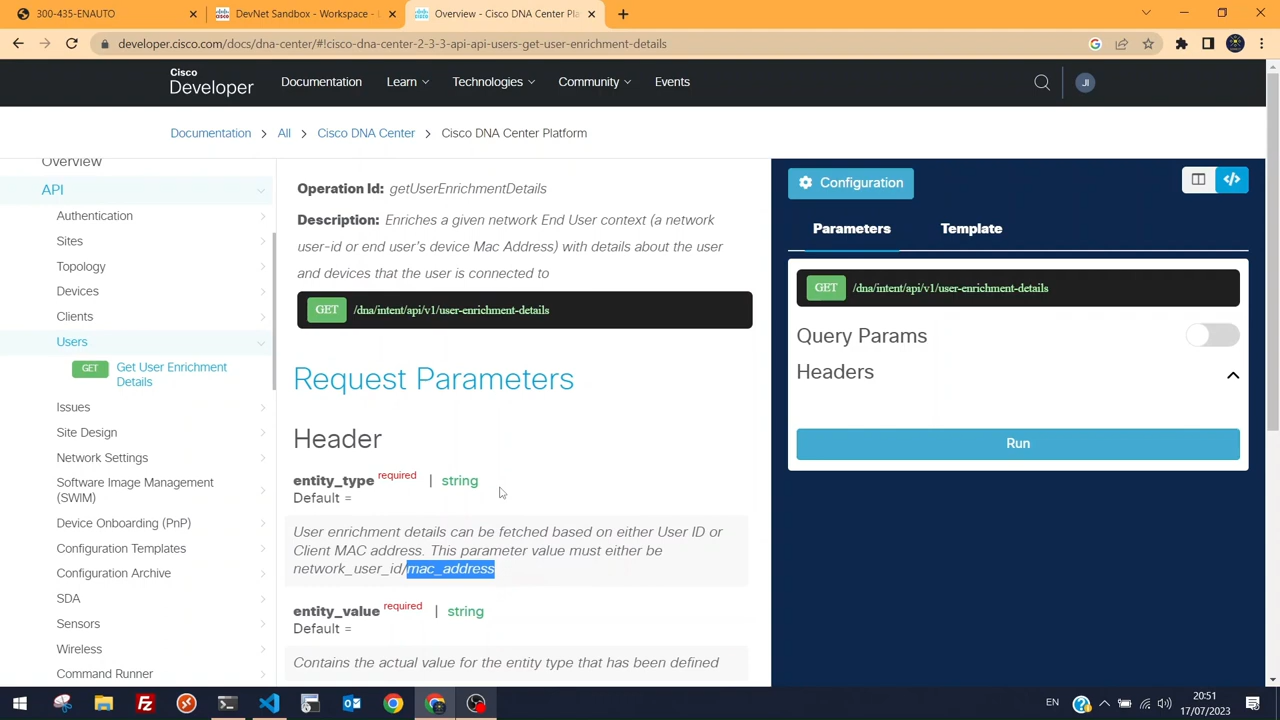 300-435-ENAUTO
DevNet Sandbox - Workspace - L
Overview - Cisco DNA Center Pla
developer.cisco.com/docs/dna-center/#!cisco-dna-center-2-3-3-api-api-users-get-user-enrichment-details
Cisco
Developer
Documentation
Learn
Technologies
Community
Events
JI
Documentation
All
Cisco DNA Center
Cisco DNA Center Platform
Overview
API
Authentication
Sites
Topology
Devices
Clients
Users
GET
Get User Enrichment
Details
Issues
Site Design
Network Settings
Software Image Management
(SWIM)
Device Onboarding (PnP)
Configuration Templates
Configuration Archive
SDA
Sensors
Wireless
Command Runner
Operation Id: getUserEnrichmentDetails
Description: Enriches a given network End User context (a network
user-id or end user's device Mac Address) with details about the user
and devices that the user is connected to
GET /dna/intent/api/v1/user-enrichment-details
Request Parameters
Header
entity_type required | string
Default =
User enrichment details can be fetched based on either User ID or
Client MAC address. This parameter value must either be
network_user_id/mac_address
entity_value required | string
Default =
Contains the actual value for the entity type that has been defined
Configuration
Parameters
Template
GET /dna/intent/api/v1/user-enrichment-details
Query Params
Headers
Run
EN
20:51
17/07/2023